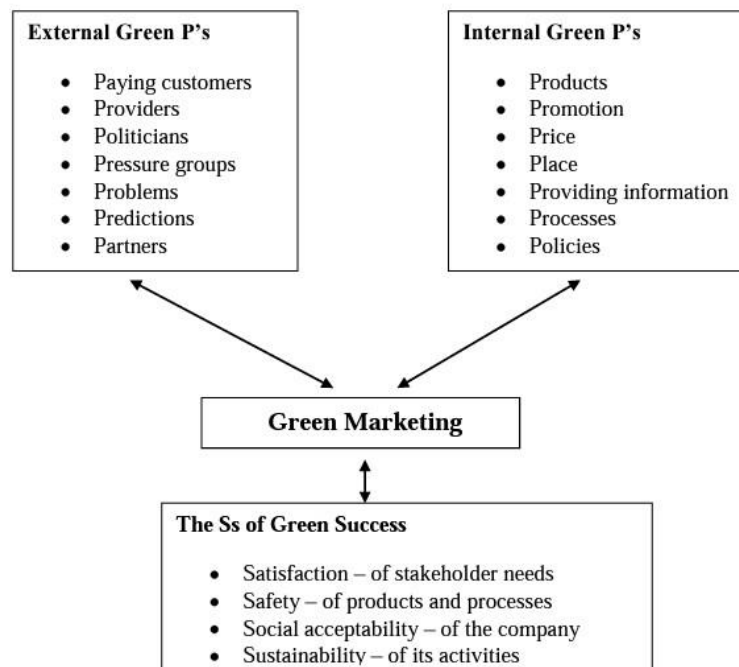 External Green P's
• Paying customers
• Providers
• Politicians
• Pressure groups
• Problems
• Predictions
• Partners
Internal Green P's
• Products
• Promotion
• Price
• Place
• Providing information
• Processes
• Policies
Green Marketing
The Ss of Green Success
• Satisfaction – of stakeholder needs
• Safety – of products and processes
• Social acceptability – of the company
• Sustainability – of its activities